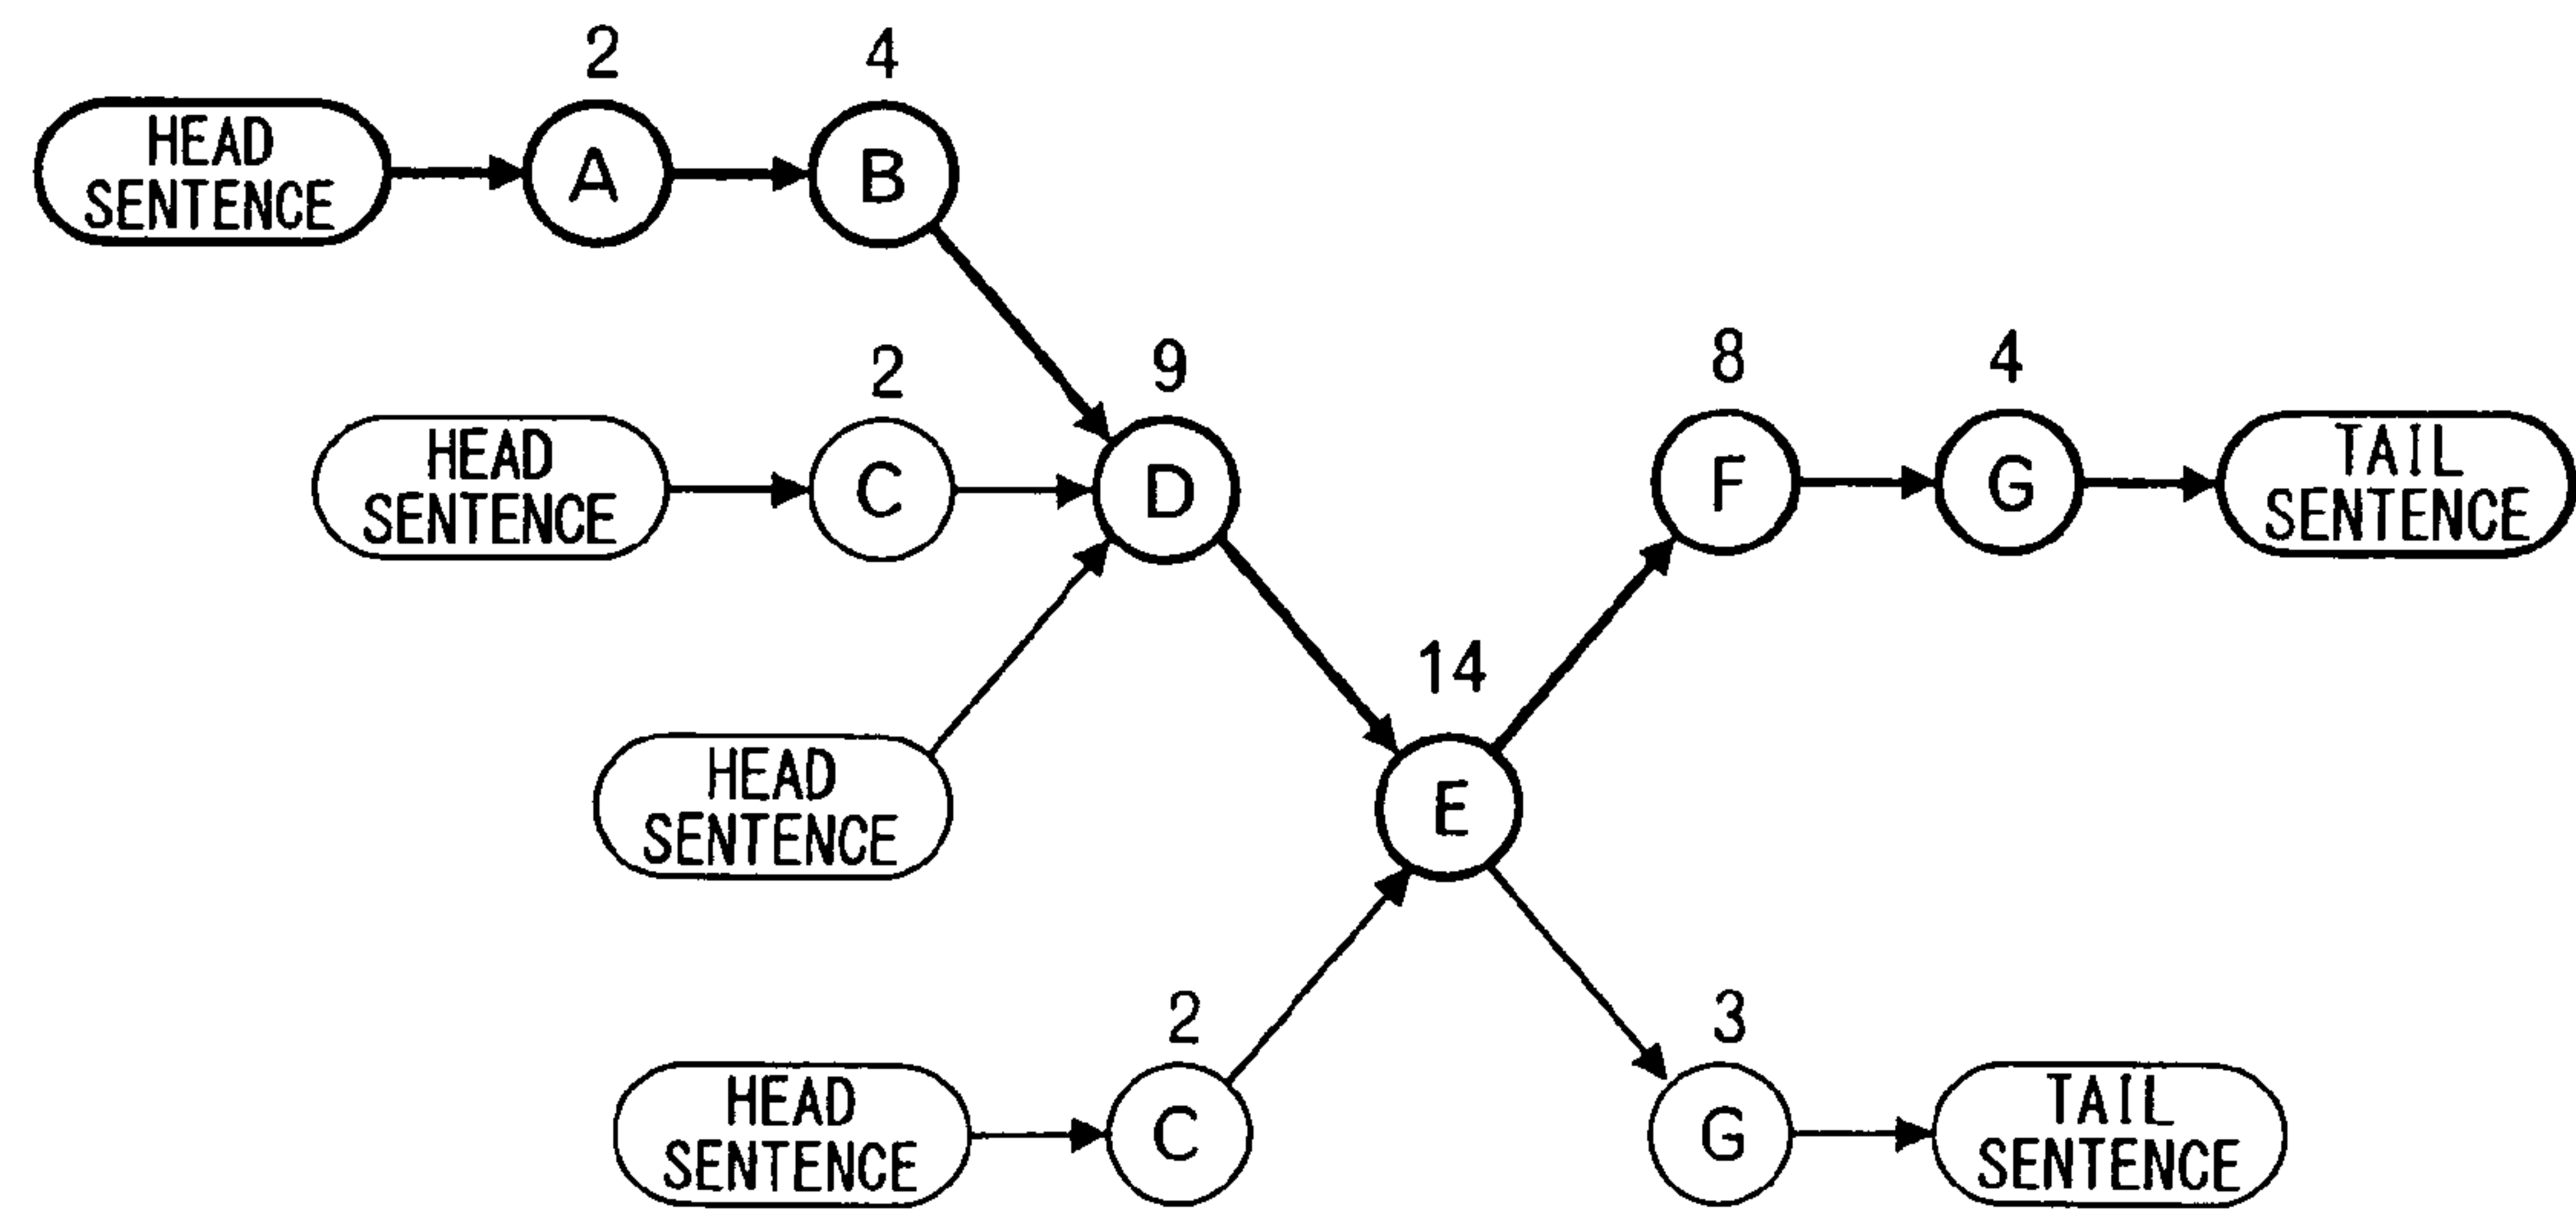 2 4
HEAD
SENTENCE
A B
2 9 8 4
HEAD
SENTENCE
C D F G
TAIL
SENTENCE
14
HEAD
SENTENCE
E
2 3
HEAD
SENTENCE
C G
TAIL
SENTENCE